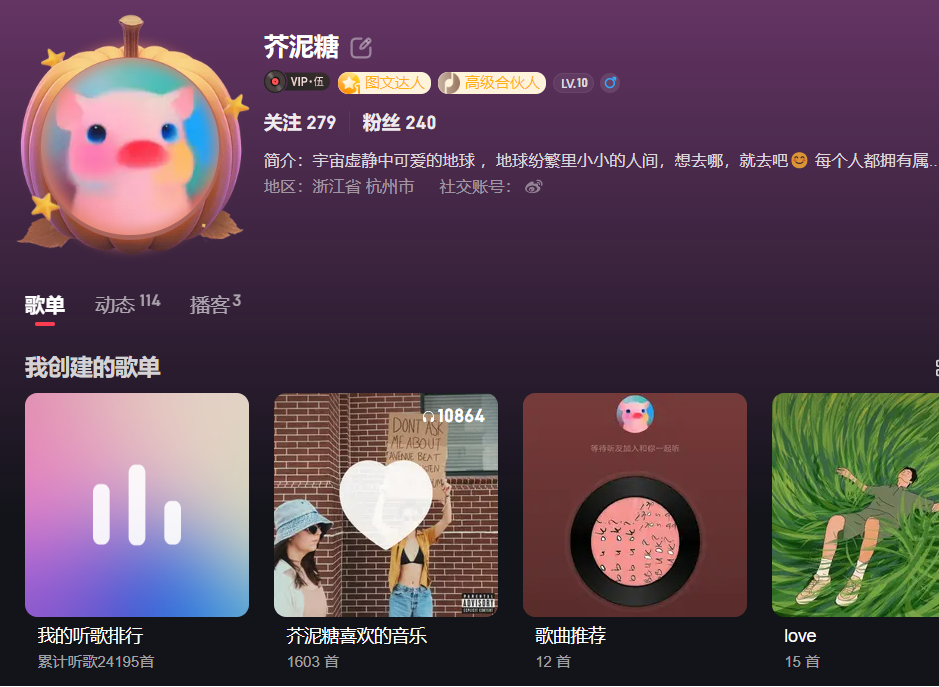 芥泥糖
VIP·伍 图文达人 高级合伙人 LV.10
关注 279 粉丝 240
简介：宇宙虚静中可爱的地球 ，地球纷繁里小小的人间，想去哪，就去吧😊 每个人都拥有属...
地区：浙江省 杭州市 社交账号：
歌单 动态 114 播客 3
我创建的歌单
10864
DONT ASK
ME ABOUT
AVENUE BEAT
等待听友加入和你一起听
PARENTAL
ADVISORY
EXPLICIT CONTENT
我的听歌排行 芥泥糖喜欢的音乐 歌曲推荐 love
累计听歌24195首 1603 首 12 首 15 首